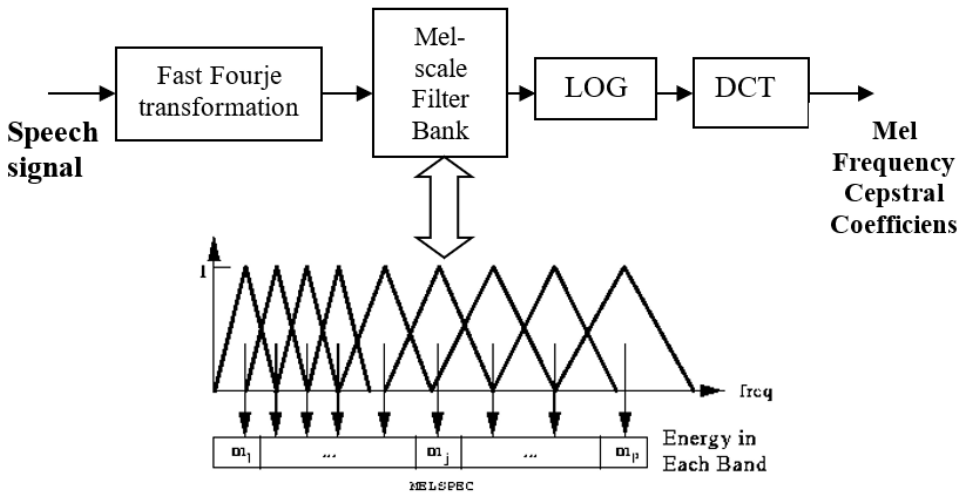 Speech
signal
Fast Fourje
transformation
Mel-
scale
Filter
Bank
LOG
DCT
Mel
Frequency
Cepstral
Coefficiens
1
freq
m1 ... mj ... mp
Energy in
Each Band
MELSPEC